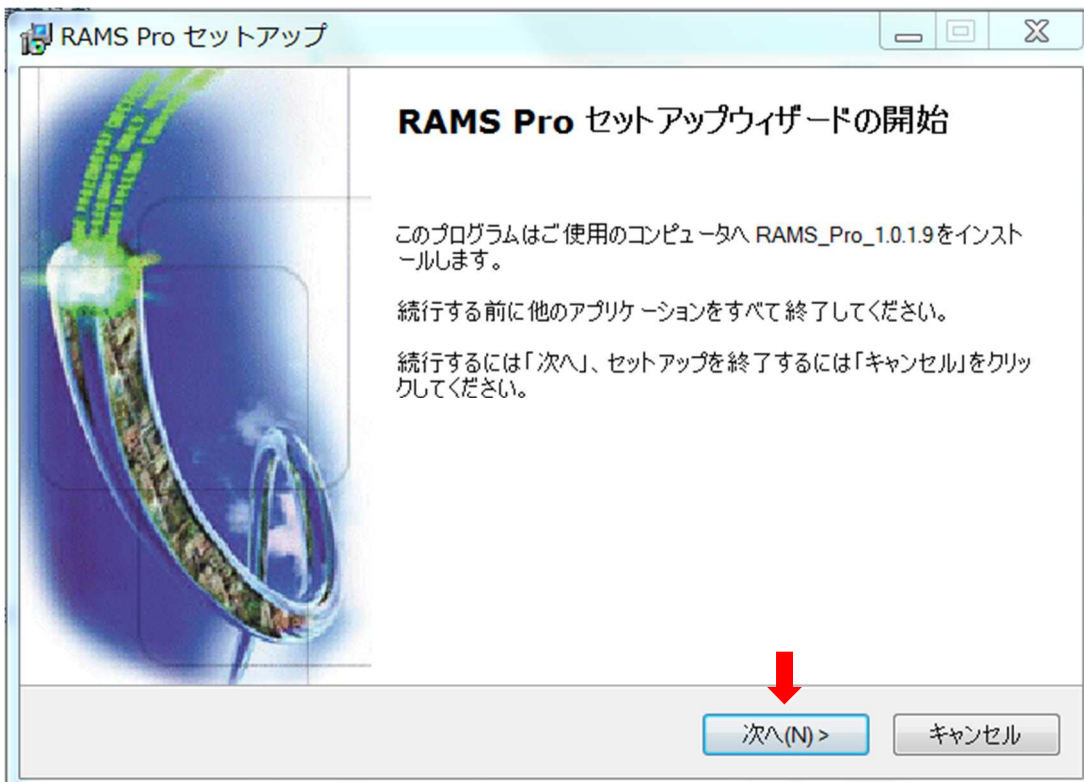 RAMS Pro セットアップ
RAMS Pro セットアップウィザードの開始
このプログラムはご使用のコンピュータへ RAMS_Pro_1.0.1.9をインスト
ールします。
続行する前に他のアプリケーションをすべて終了してください。
続行するには「次へ」、セットアップを終了するには「キャンセル」をクリッ
クしてください。
次へ(N) >
キャンセル